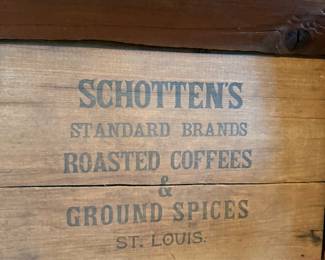 SCHOTTEN'S
STANDARD BRANDS
ROASTED COFFEES
&
GROUND SPICES
ST. LOUIS.